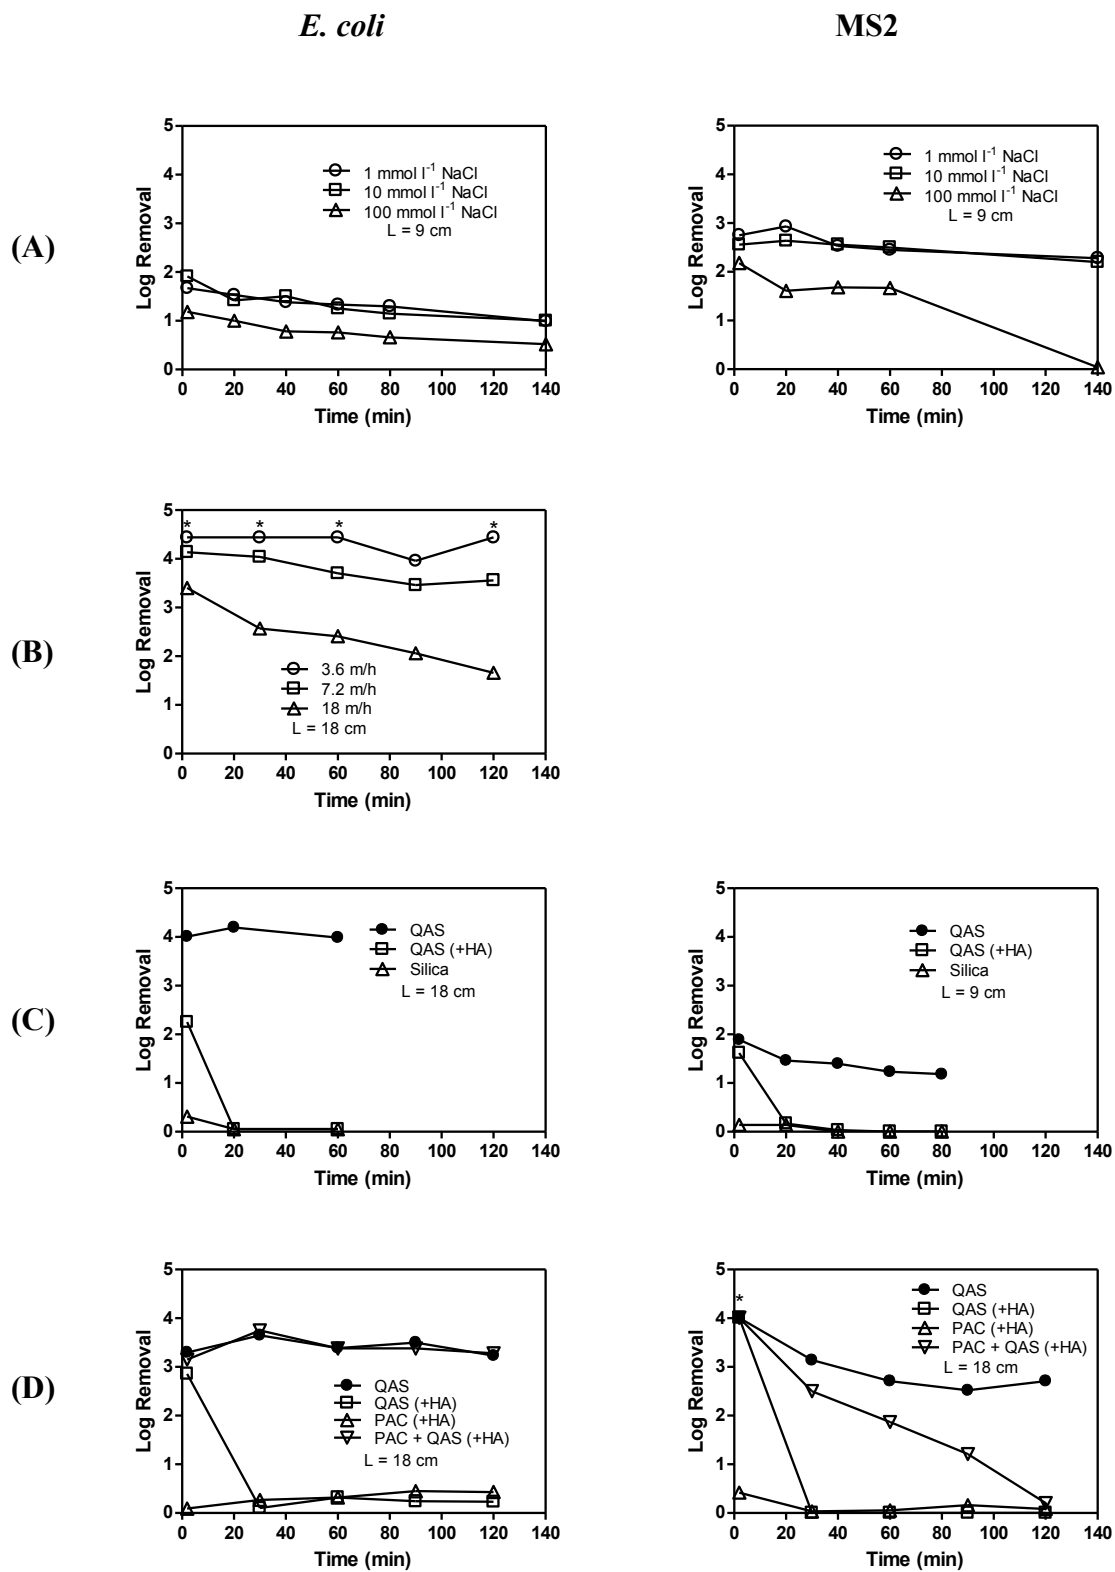 E. coli
MS2
(A)
Log Removal
5
4
3
2
1
0
1 mmol l⁻¹ NaCl
10 mmol l⁻¹ NaCl
100 mmol l⁻¹ NaCl
L = 9 cm
0 20 40 60 80 100 120 140
Time (min)
Log Removal
5
4
3
2
1
0
1 mmol l⁻¹ NaCl
10 mmol l⁻¹ NaCl
100 mmol l⁻¹ NaCl
L = 9 cm
0 20 40 60 80 100 120 140
Time (min)
(B)
Log Removal
5
4
3
2
1
0
* * * *
3.6 m/h
7.2 m/h
18 m/h
L = 18 cm
0 20 40 60 80 100 120 140
Time (min)
(C)
Log Removal
5
4
3
2
1
0
QAS
QAS (+HA)
Silica
L = 18 cm
0 20 40 60 80 100 120 140
Time (min)
Log Removal
5
4
3
2
1
0
QAS
QAS (+HA)
Silica
L = 9 cm
0 20 40 60 80 100 120 140
Time (min)
(D)
Log Removal
5
4
3
2
1
0
QAS
QAS (+HA)
PAC (+HA)
PAC + QAS (+HA)
L = 18 cm
0 20 40 60 80 100 120 140
Time (min)
Log Removal
5
4
3
2
1
0
*
QAS
QAS (+HA)
PAC (+HA)
PAC + QAS (+HA)
L = 18 cm
0 20 40 60 80 100 120 140
Time (min)